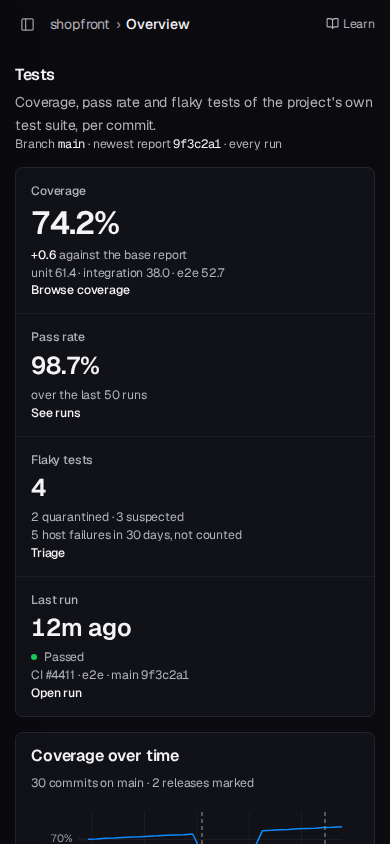 shopfront › Overview
Learn
Tests
Coverage, pass rate and flaky tests of the project's own
test suite, per commit.
Branch main · newest report 9f3c2a1 · every run
Coverage
74.2%
+0.6 against the base report
unit 61.4 · integration 38.0 · e2e 52.7
Browse coverage
Pass rate
98.7%
over the last 50 runs
See runs
Flaky tests
4
2 quarantined · 3 suspected
5 host failures in 30 days, not counted
Triage
Last run
12m ago
Passed
CI #4411 · e2e · main 9f3c2a1
Open run
Coverage over time
30 commits on main · 2 releases marked
70%